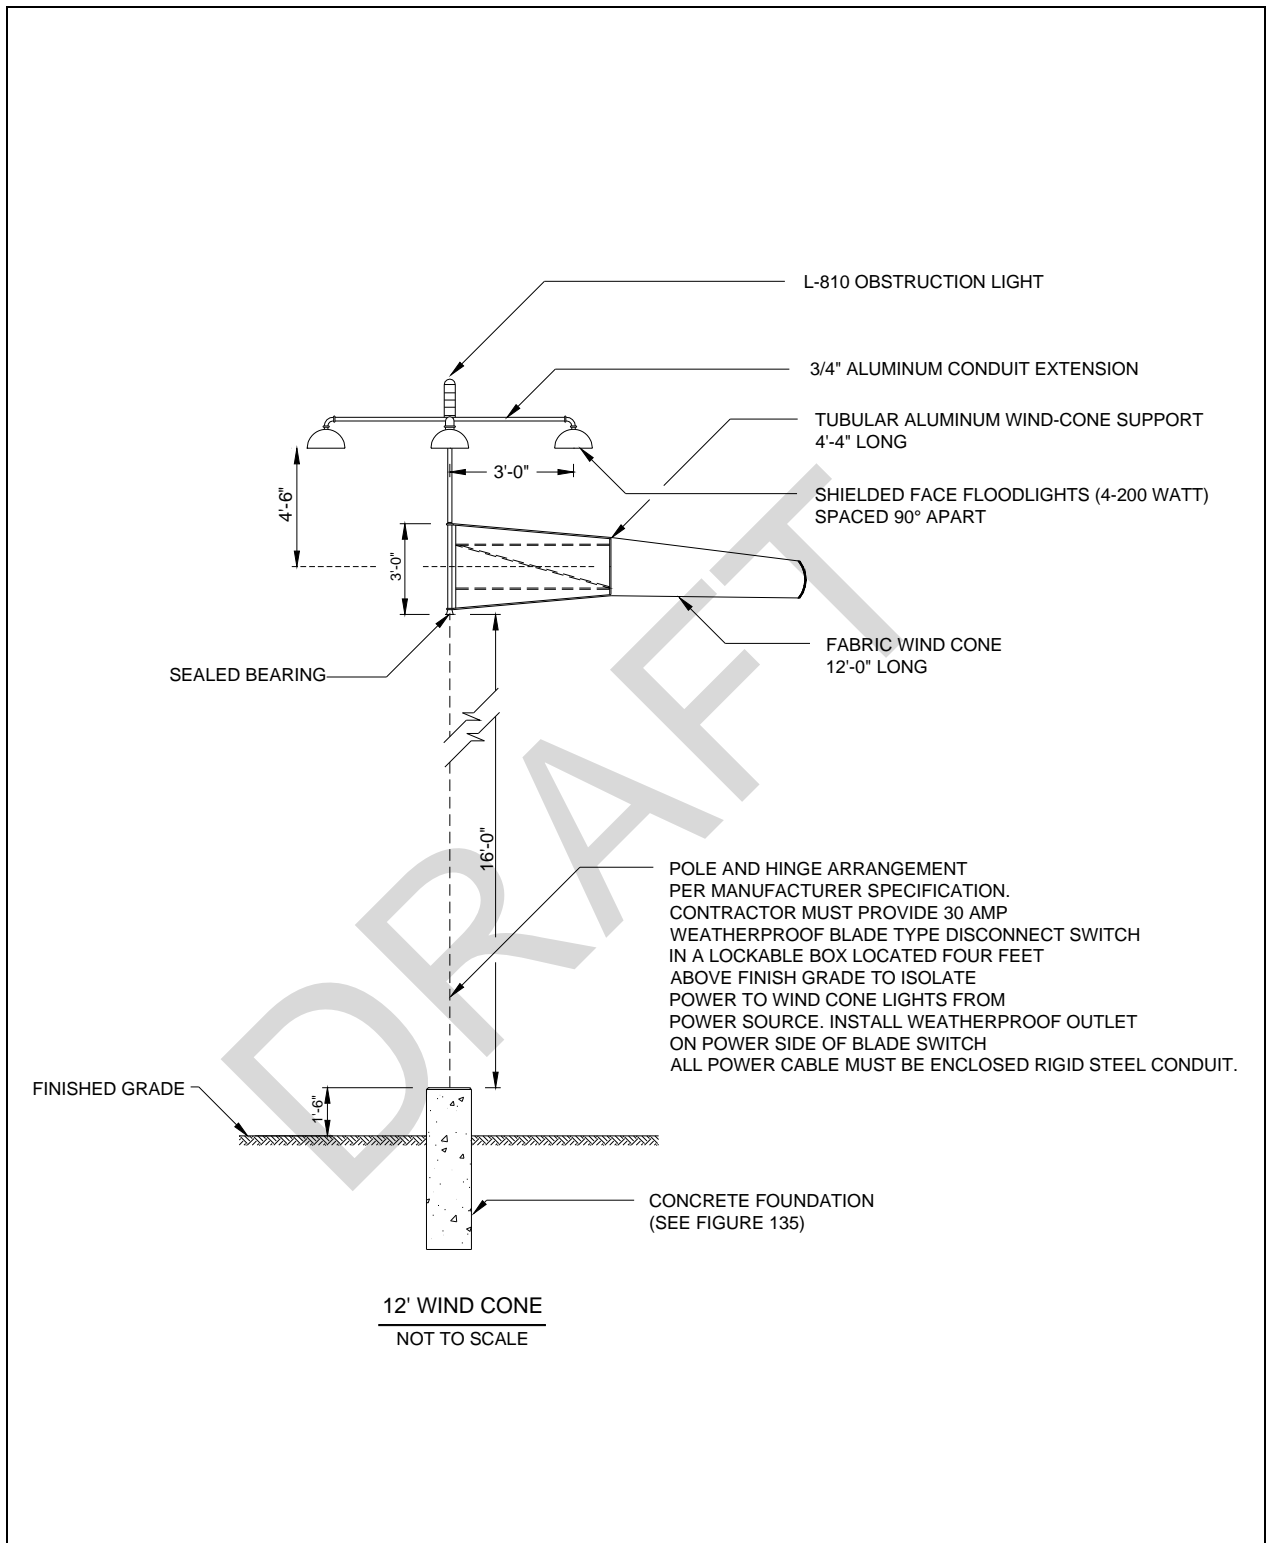 L-810 OBSTRUCTION LIGHT
3/4" ALUMINUM CONDUIT EXTENSION
TUBULAR ALUMINUM WIND-CONE SUPPORT
4'-4" LONG
3'-0"
SHIELDED FACE FLOODLIGHTS (4-200 WATT)
SPACED 90° APART
4'-6"
3'-0"
FABRIC WIND CONE
12'-0" LONG
SEALED BEARING
16'-0"
POLE AND HINGE ARRANGEMENT
PER MANUFACTURER SPECIFICATION.
CONTRACTOR MUST PROVIDE 30 AMP
WEATHERPROOF BLADE TYPE DISCONNECT SWITCH
IN A LOCKABLE BOX LOCATED FOUR FEET
ABOVE FINISH GRADE TO ISOLATE
POWER TO WIND CONE LIGHTS FROM
POWER SOURCE. INSTALL WEATHERPROOF OUTLET
ON POWER SIDE OF BLADE SWITCH
ALL POWER CABLE MUST BE ENCLOSED RIGID STEEL CONDUIT.
FINISHED GRADE
1'-6"
CONCRETE FOUNDATION
(SEE FIGURE 135)
12' WIND CONE
NOT TO SCALE
DRAFT